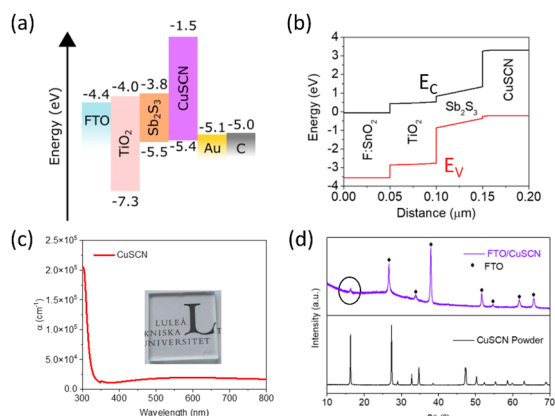 (a)
Energy (eV)
-4.4
FTO
-4.0
TiO2
-7.3
-3.8
Sb2S3
-5.5
-1.5
CuSCN
-5.4
-5.1
Au
-5.0
C
(b)
Energy (eV)
4
3
2
1
0
-1
-2
-3
-4
EC
EV
F:SnO2
TiO2
Sb2S3
CuSCN
0.00 0.05 0.10 0.15 0.20
Distance (μm)
(c)
α (cm-1)
2.5×10^5
2.0×10^5
1.5×10^5
1.0×10^5
5.0×10^4
0.0
CuSCN
LULEÅ
TEKNISKA
UNIVERSITET
L
300 400 500 600 700 800
Wavelength (nm)
(d)
Intensity (a.u.)
FTO/CuSCN
FTO
CuSCN Powder
10 20 30 40 50 60 70